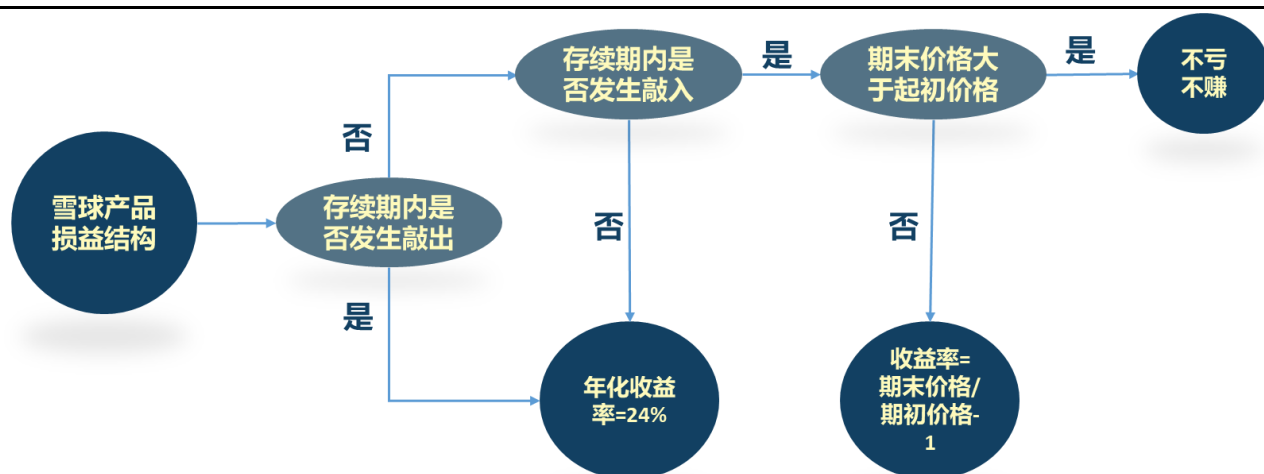 雪球产品
损益结构
存续期内是
否发生敲出
否
是
存续期内是
否发生敲入
是
否
年化收益
率=24%
期末价格大
于起初价格
是
否
收益率=
期末价格/
期初价格-
1
不亏
不赚